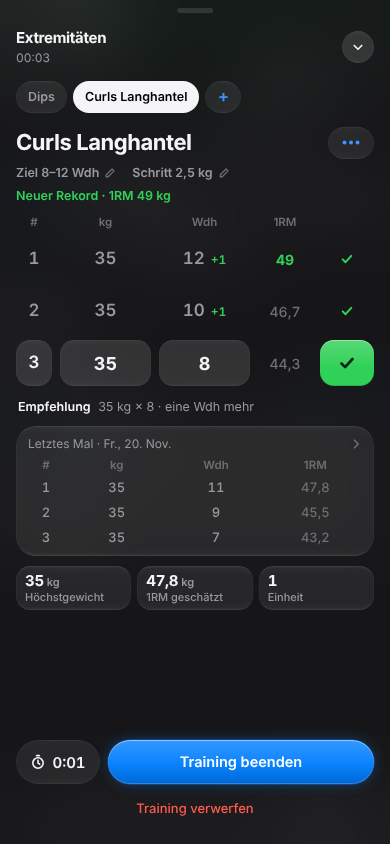 Extremitäten
00:03
Dips Curls Langhantel +
Curls Langhantel
Ziel 8–12 Wdh Schritt 2,5 kg
Neuer Rekord · 1RM 49 kg
# kg Wdh 1RM
1 35 12 +1 49
2 35 10 +1 46,7
3 35 8 44,3
Empfehlung 35 kg × 8 · eine Wdh mehr
Letztes Mal · Fr., 20. Nov.
# kg Wdh 1RM
1 35 11 47,8
2 35 9 45,5
3 35 7 43,2
35 kg 47,8 kg 1
Höchstgewicht 1RM geschätzt Einheit
0:01 Training beenden
Training verwerfen